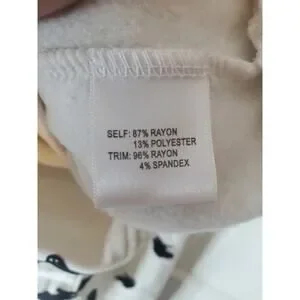 SELF: 87% RAYON
13% POLYESTER
TRIM: 96% RAYON
4% SPANDEX